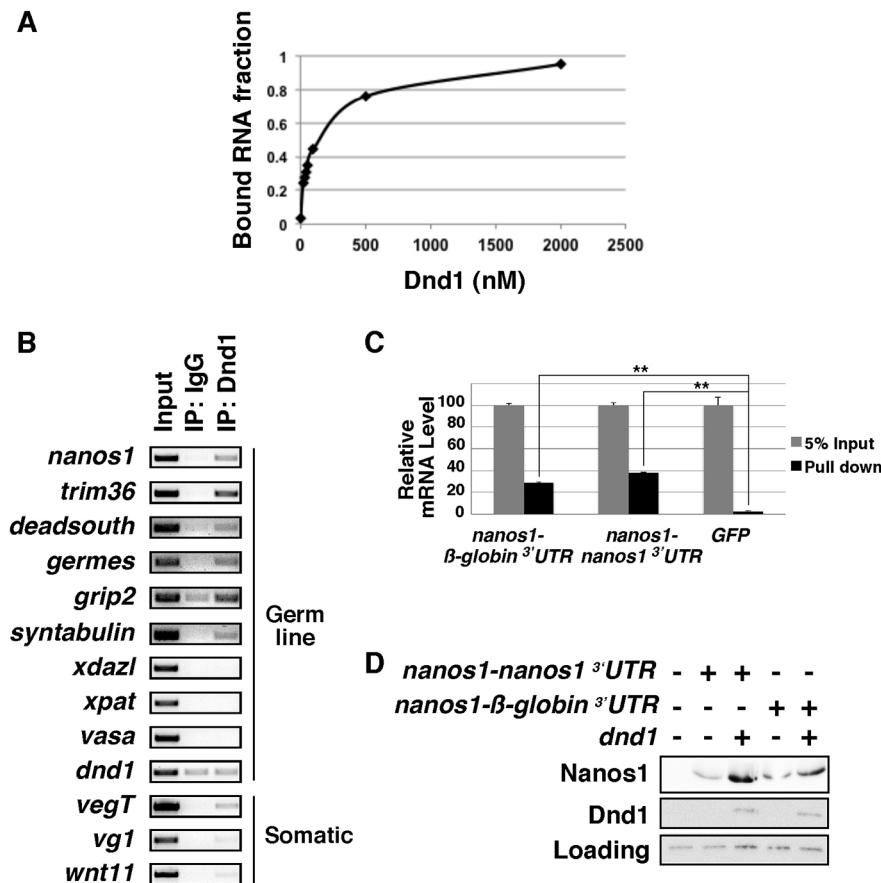 A
Bound RNA fraction
1
0.8
0.6
0.4
0.2
0
0 500 1000 1500 2000 2500
Dnd1 (nM)
B
Input
IP: IgG
IP: Dnd1
nanos1
trim36
deadsouth
germes
grip2
syntabulin
xdazl
xpat
vasa
dnd1
vegT
vg1
wnt11
Germ
line
Somatic
C
Relative
mRNA Level
100
80
60
40
20
0
**
**
nanos1-
ß-globin 3'UTR
nanos1-
nanos1 3'UTR
GFP
5% Input
Pull down
D
nanos1-nanos1 3'UTR - + + - -
nanos1-ß-globin 3'UTR - - - + +
dnd1 - - + - +
Nanos1
Dnd1
Loading